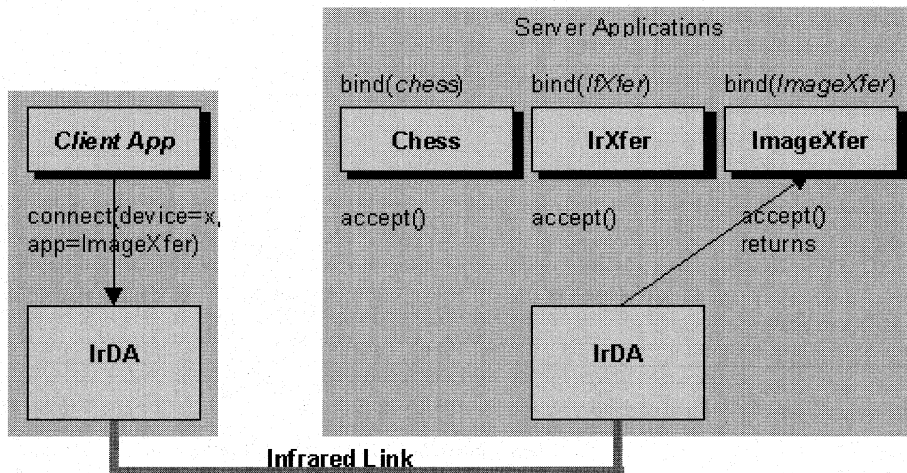 Server Applications
bind(chess)
bind(IfXfer)
bind(ImageXfer)
Client App
Chess
IrXfer
ImageXfer
connect(device=x,
app=ImageXfer)
accept()
accept()
accept()
returns
IrDA
IrDA
Infrared Link